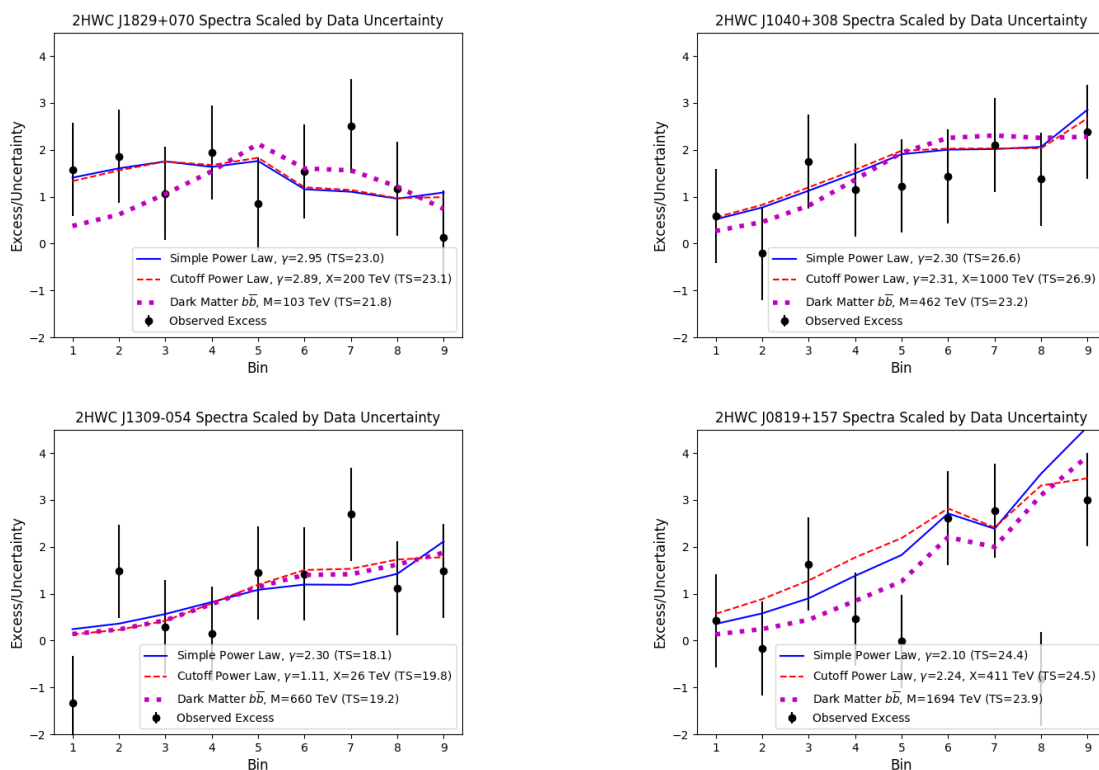 2HWC J1829+070 Spectra Scaled by Data Uncertainty
4
3
2
1
0
−1
−2
Excess/Uncertainty
Simple Power Law, γ=2.95 (TS=23.0)
Cutoff Power Law, γ=2.89, X=200 TeV (TS=23.1)
Dark Matter bb̅, M=103 TeV (TS=21.8)
Observed Excess
1 2 3 4 5 6 7 8 9
Bin
2HWC J1040+308 Spectra Scaled by Data Uncertainty
4
3
2
1
0
−1
−2
Excess/Uncertainty
Simple Power Law, γ=2.30 (TS=26.6)
Cutoff Power Law, γ=2.31, X=1000 TeV (TS=26.9)
Dark Matter bb̅, M=462 TeV (TS=23.2)
Observed Excess
1 2 3 4 5 6 7 8 9
Bin
2HWC J1309-054 Spectra Scaled by Data Uncertainty
4
3
2
1
0
−1
−2
Excess/Uncertainty
Simple Power Law, γ=2.30 (TS=18.1)
Cutoff Power Law, γ=1.11, X=26 TeV (TS=19.8)
Dark Matter bb̅, M=660 TeV (TS=19.2)
Observed Excess
1 2 3 4 5 6 7 8 9
Bin
2HWC J0819+157 Spectra Scaled by Data Uncertainty
4
3
2
1
0
−1
−2
Excess/Uncertainty
Simple Power Law, γ=2.10 (TS=24.4)
Cutoff Power Law, γ=2.24, X=411 TeV (TS=24.5)
Dark Matter bb̅, M=1694 TeV (TS=23.9)
Observed Excess
1 2 3 4 5 6 7 8 9
Bin